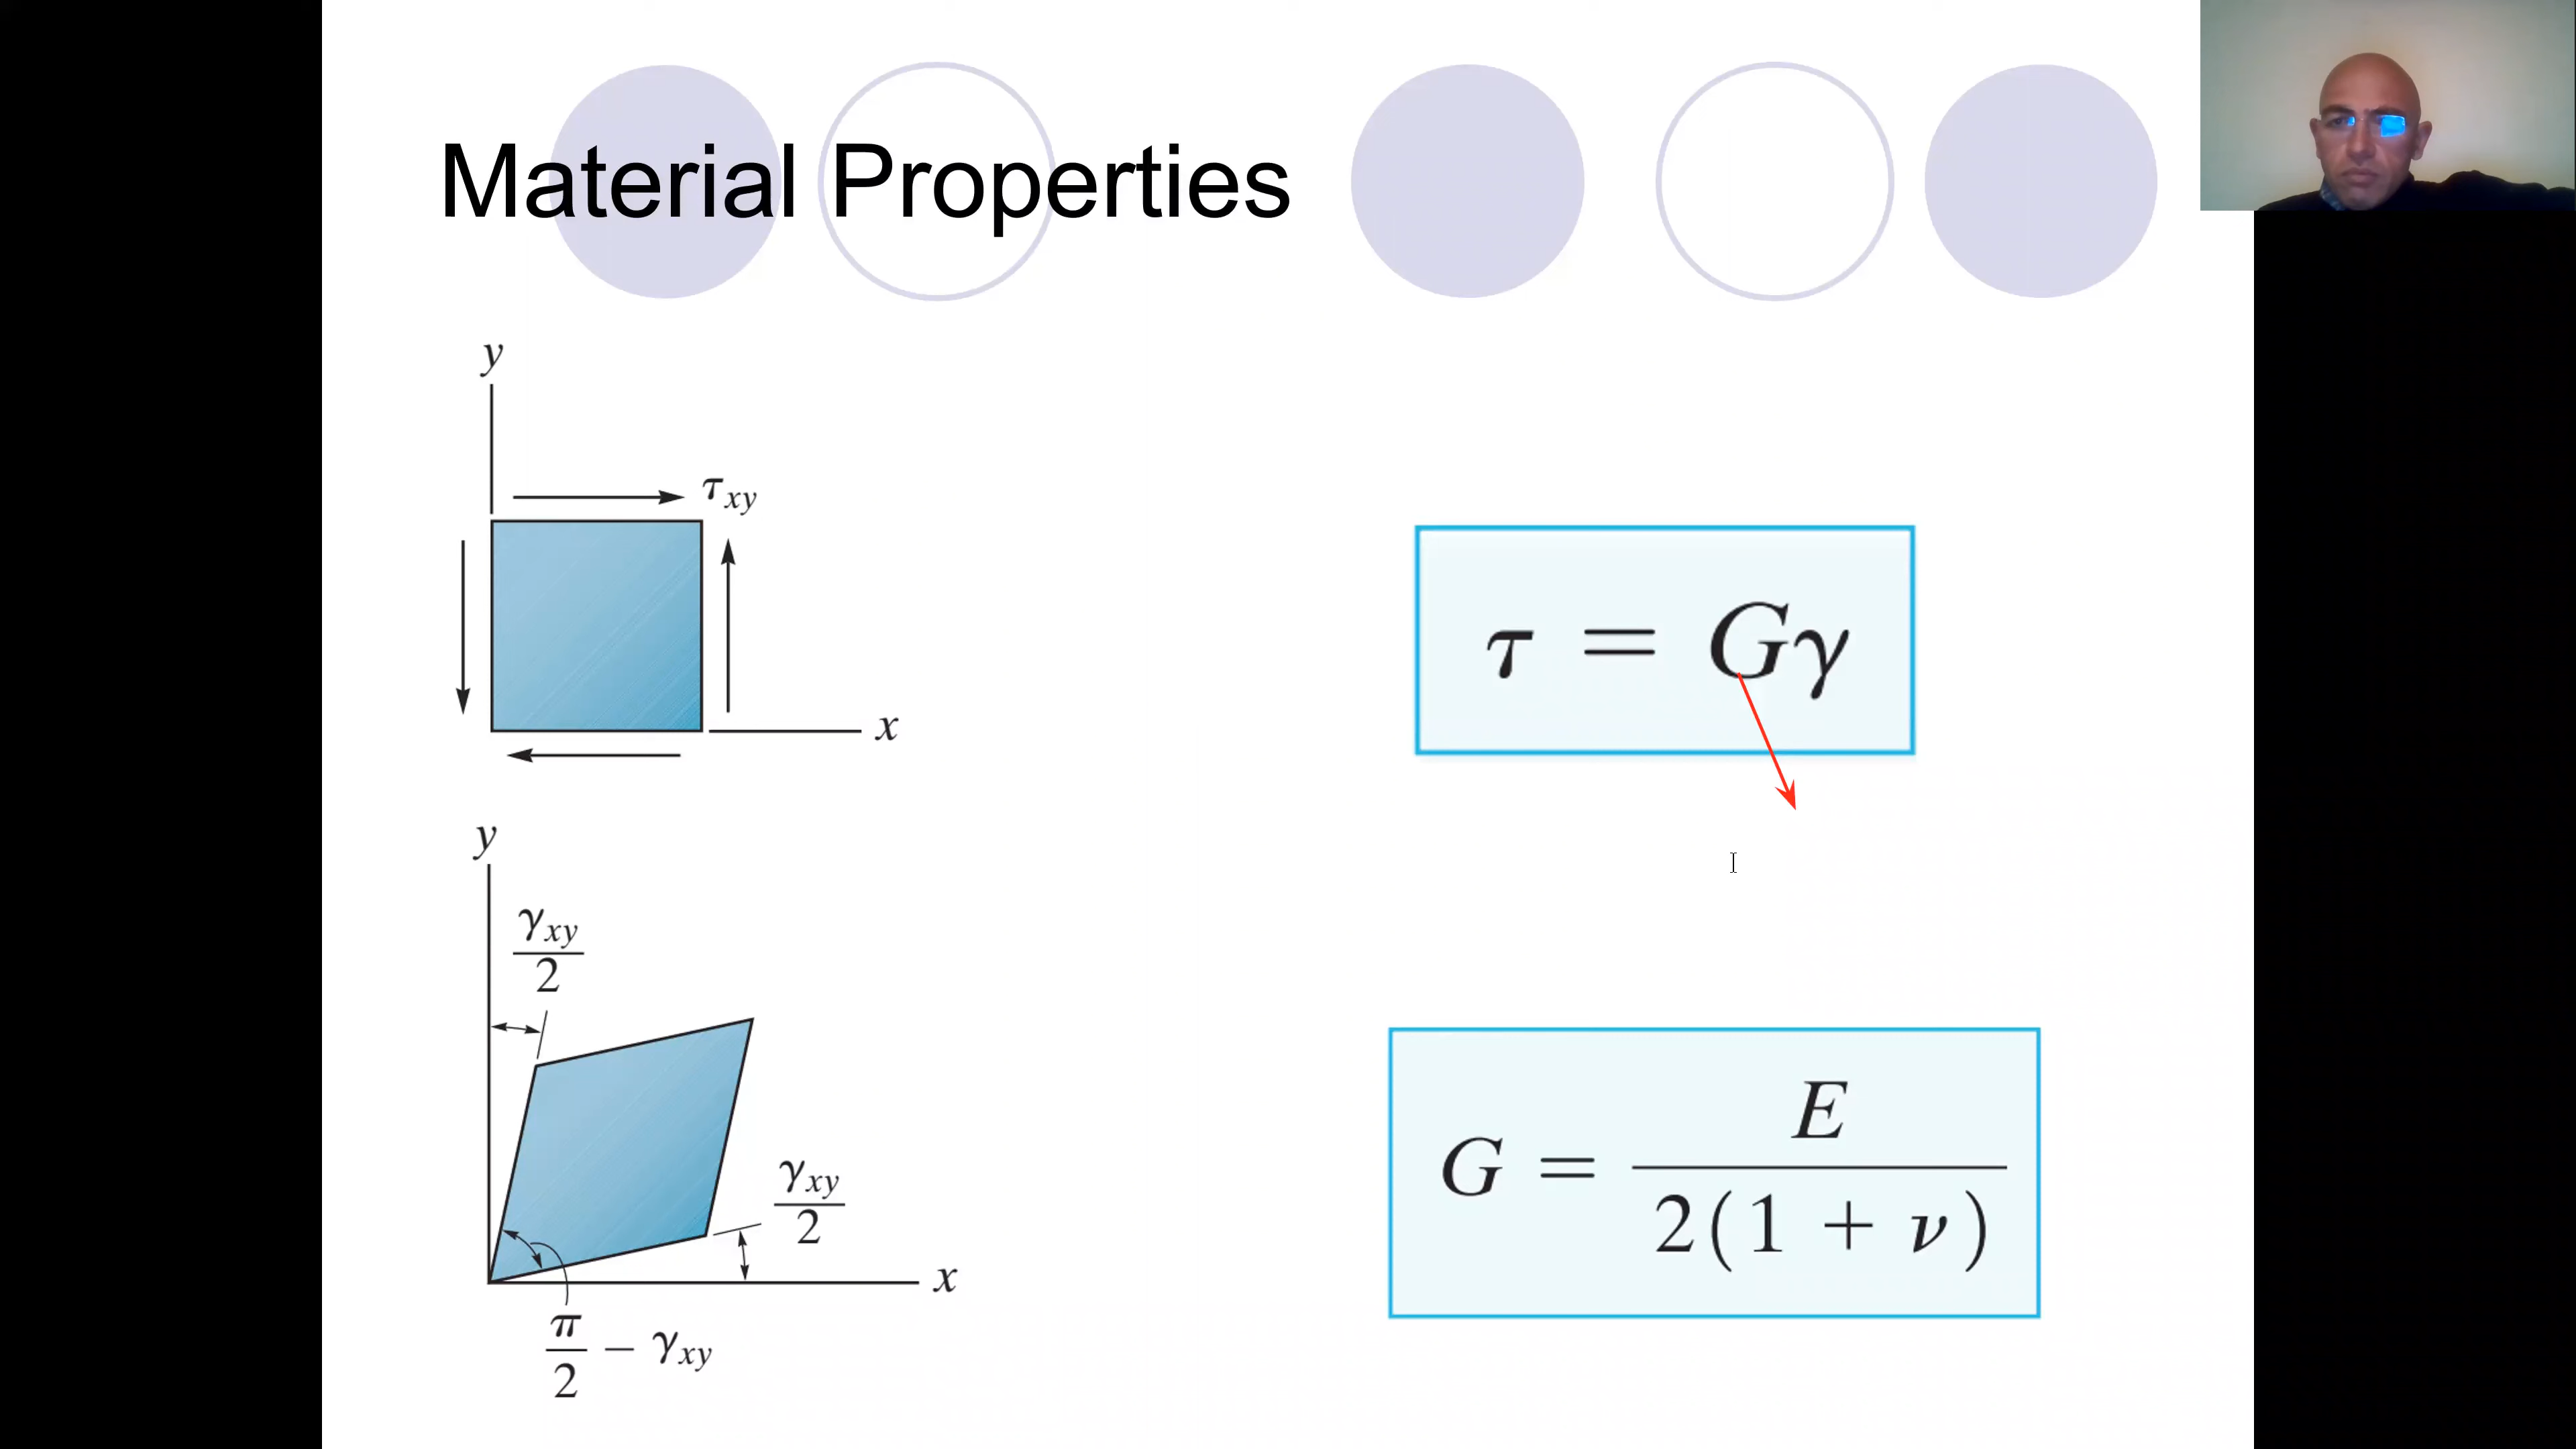 Material Properties
y
τxy
x
τ = Gγ
y
γxy
2
γxy
2
x
π
2 − γxy
G = E
2(1 + ν)